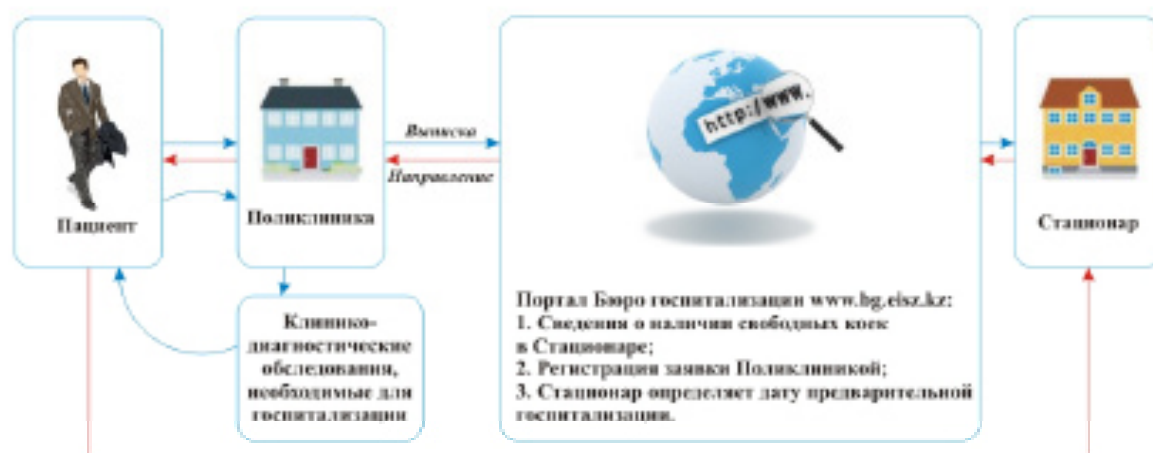 Пациент
Поликлиника
Клинико-
диагностические
обследования,
необходимые для
госпитализации
Выписка
Направление
http://www.
Портал Бюро госпитализации www.bg.eisz.kz:
1. Сведения о наличии свободных коек
в Стационаре;
2. Регистрация заявки Поликлиникой;
3. Стационар определяет дату предварительной
госпитализации.
Стационар